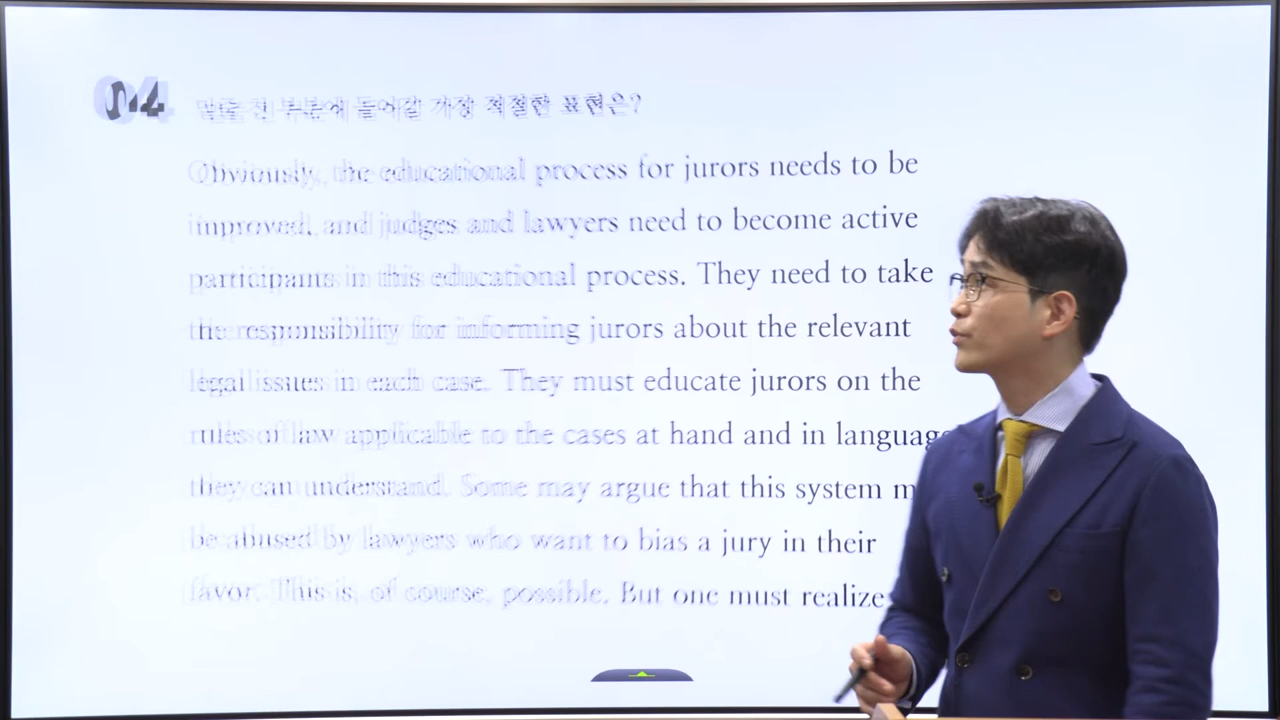 04 밑줄 친 부분에 들어갈 가장 적절한 표현은?
Obviously, the educational process for jurors needs to be
improved, and judges and lawyers need to become active
participants in this educational process. They need to take
the responsibility for informing jurors about the relevant
legal issues in each case. They must educate jurors on the
rules of law applicable to the cases at hand and in language
they can understand. Some may argue that this system
be abused by lawyers who want to bias a jury in their
favor. This is, of course, possible. But one must realize